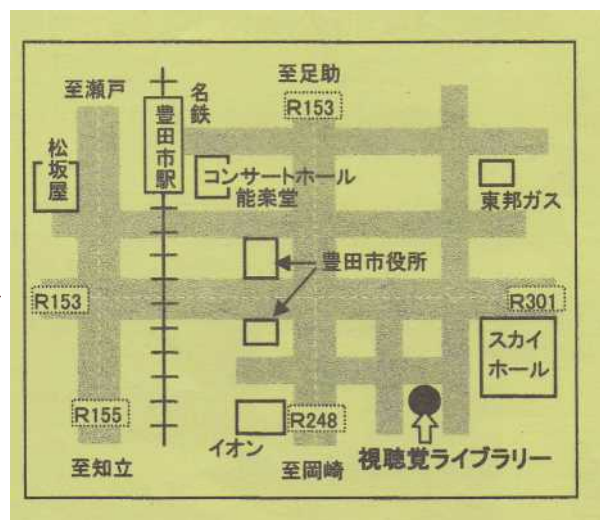 至瀬戸
名鉄
豊田市駅
至足助
R153
松坂屋
コンサートホール
能楽堂
東邦ガス
豊田市役所
R153
R301
スカイ
ホール
R155
イオン
R248
視聴覚ライブラリー
至知立
至岡崎